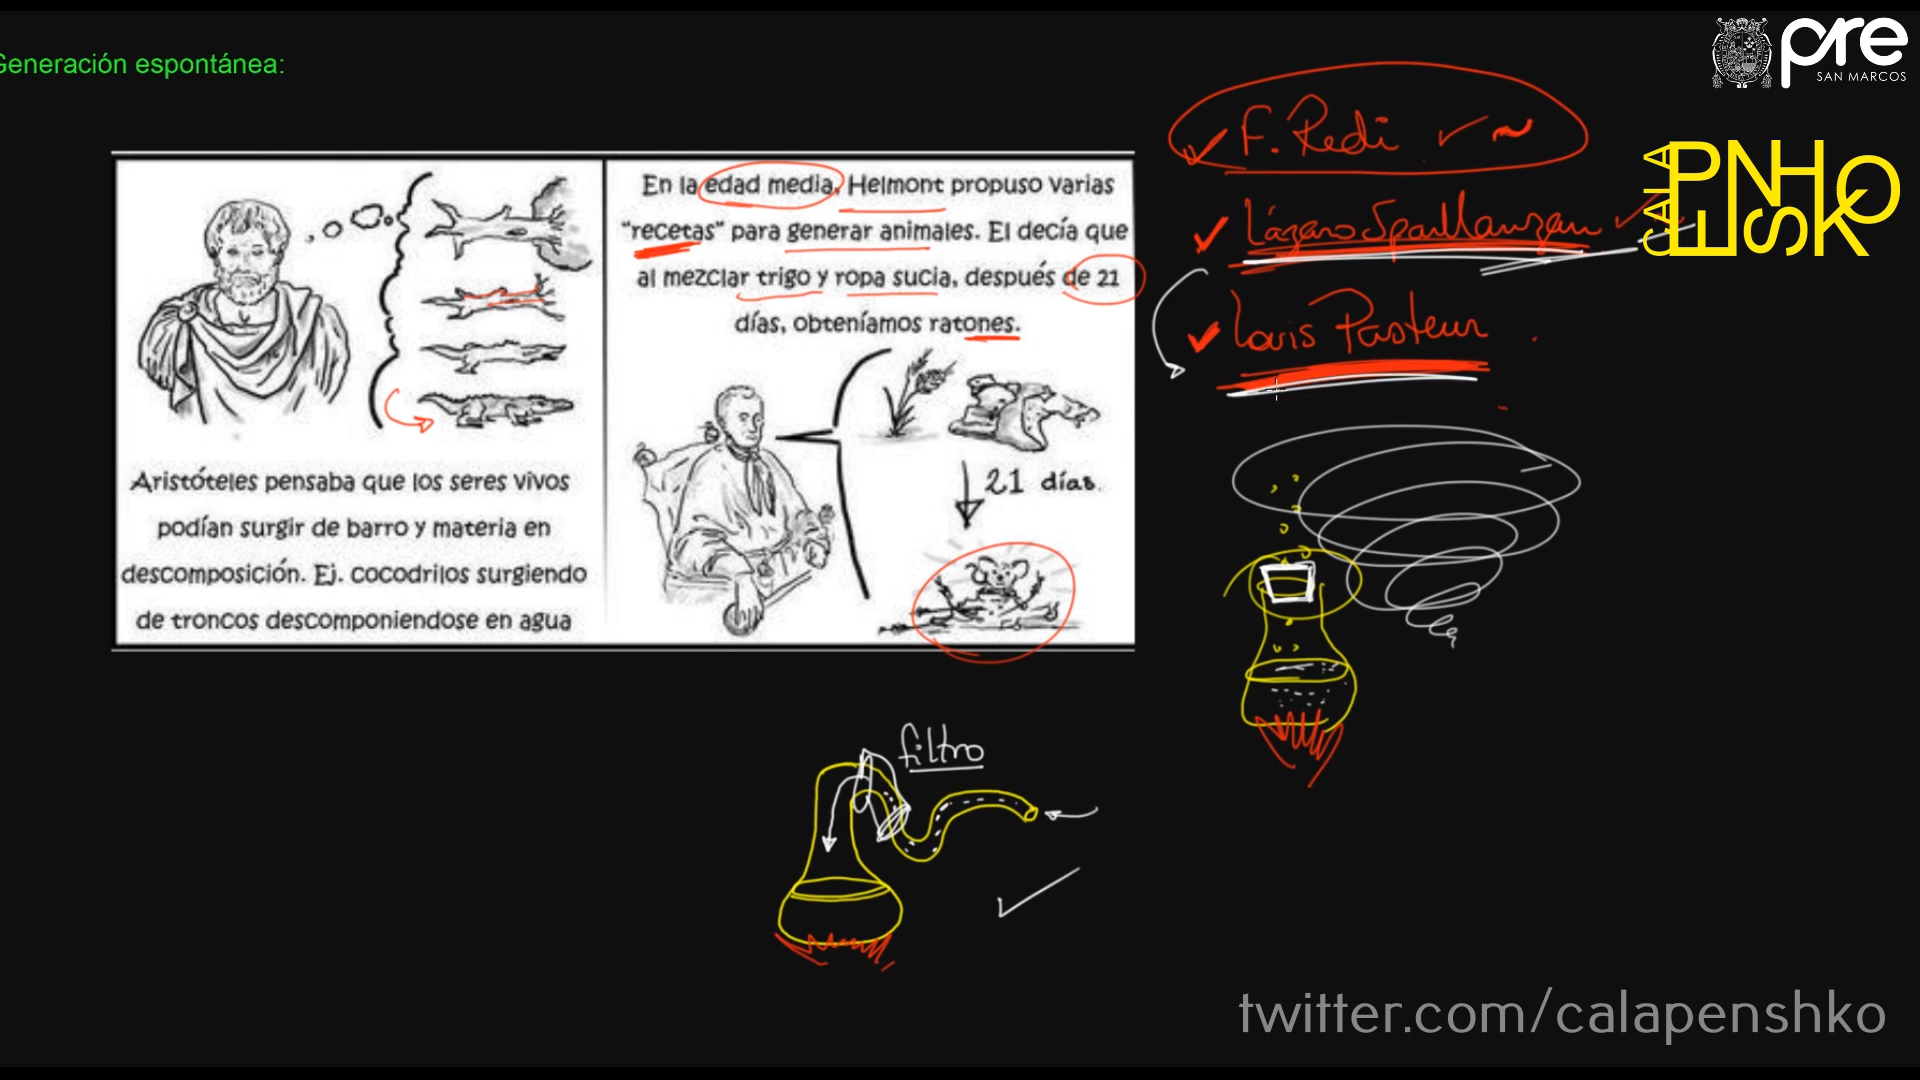 Generación espontánea:
pre
SAN MARCOS
CALA
PENSHKO
En la edad media, Helmont propuso varias
"recetas" para generar animales. El decía que
al mezclar trigo y ropa sucia, después de 21
días, obteníamos ratones.
21 días.
Aristóteles pensaba que los seres vivos
podían surgir de barro y materia en
descomposición. Ej. cocodrilos surgiendo
de troncos descomponiendose en agua
F. Redi
Lázaro Spallanzani
Louis Pasteur
filtro
twitter.com/calapenshko